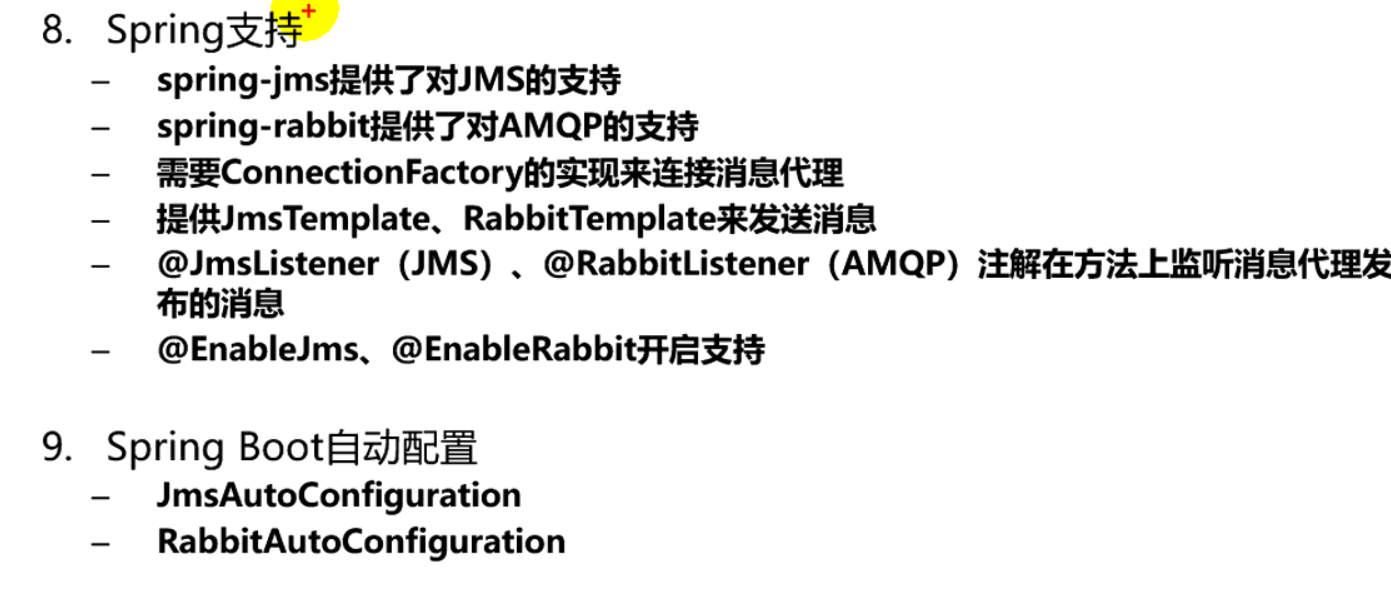 8. Spring支持
– spring-jms提供了对JMS的支持
– spring-rabbit提供了对AMQP的支持
– 需要ConnectionFactory的实现来连接消息代理
– 提供JmsTemplate、RabbitTemplate来发送消息
– @JmsListener（JMS）、@RabbitListener（AMQP）注解在方法上监听消息代理发
布的消息
– @EnableJms、@EnableRabbit开启支持
9. Spring Boot自动配置
– JmsAutoConfiguration
– RabbitAutoConfiguration